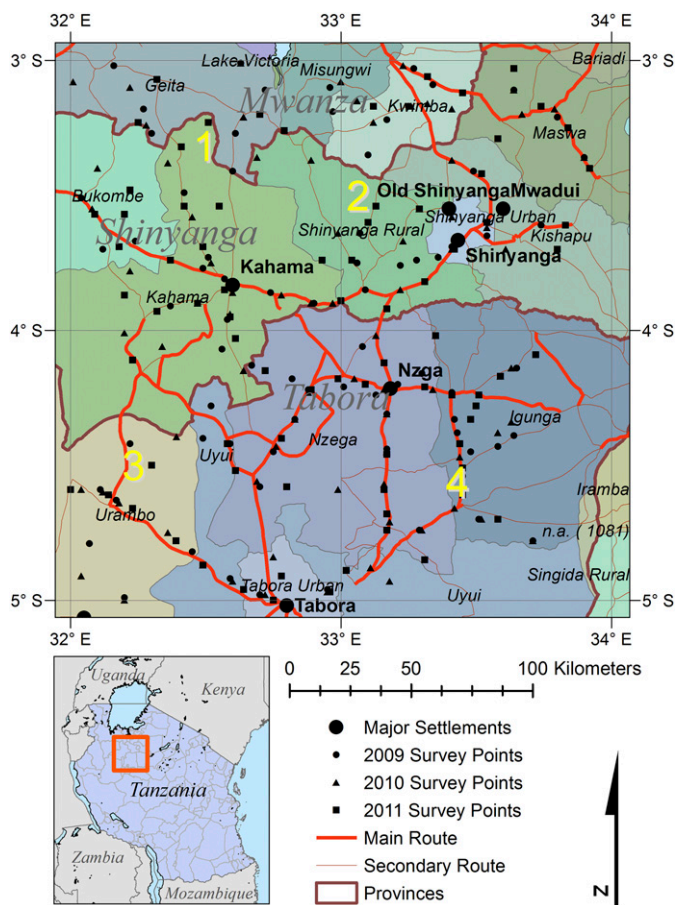 32° E
33° E
34° E
3° S
3° S
Lake Victoria
Bariadi
Geita
Misungwi
Mwanza
Kwimba
Maswa
1
2
Bukombe
Old Shinyanga
Mwadui
Shinyanga
Shinyanga Rural
Shinyanga Urban
Kishapu
Shinyanga
Kahama
Kahama
4° S
4° S
Nzga
Tabora
Igunga
Nzega
Uyui
3
4
Iramba
Urambo
n.a. ( 1081)
Tabora Urban
Uyui
Singida Rural
5° S
5° S
Tabora
32° E
33° E
34° E
Uganda
Kenya
Tanzania
Zambia
Mozambique
0 25 50 100 Kilometers
Major Settlements
2009 Survey Points
2010 Survey Points
2011 Survey Points
Main Route
Secondary Route
Provinces
N